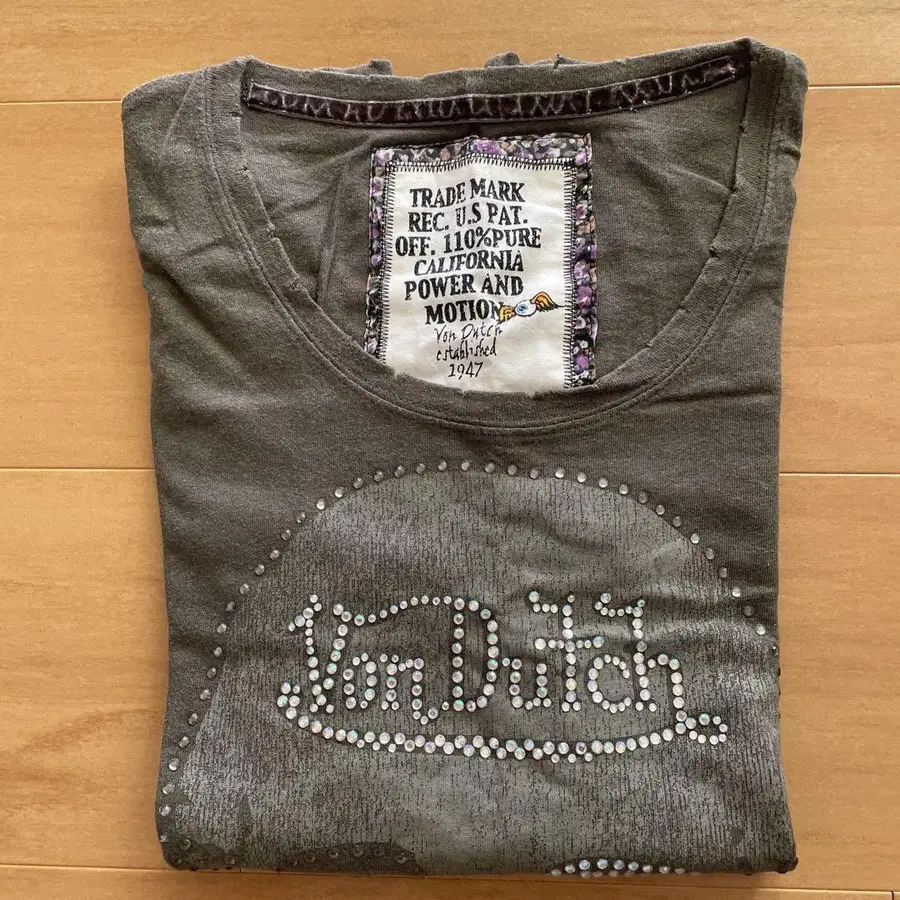 TRADE MARK
REC. U.S PAT.
OFF. 110%PURE
CALIFORNIA
POWER AND
MOTION
Von Dutch
established
1947
Von Dutch